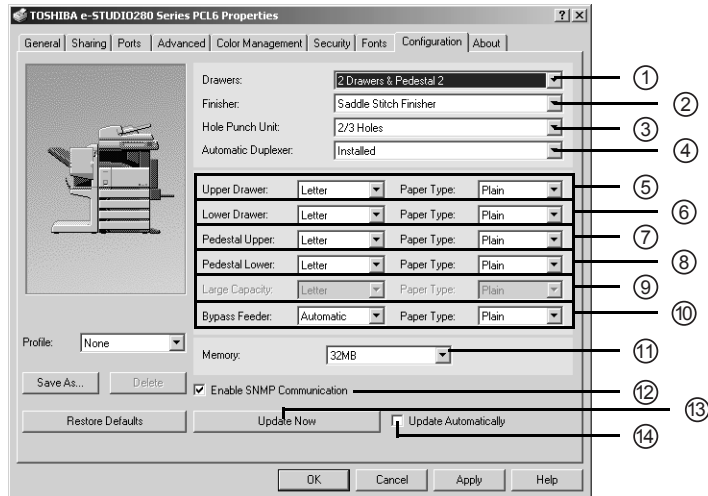 TOSHIBA e-STUDIO280 Series PCL6 Properties
General Sharing Ports Advanced Color Management Security Fonts Configuration About
Drawers: 2 Drawers & Pedestal 2 ①
Finisher: Saddle Stitch Finisher ②
Hole Punch Unit: 2/3 Holes ③
Automatic Duplexer: Installed ④
Upper Drawer: Letter Paper Type: Plain ⑤
Lower Drawer: Letter Paper Type: Plain ⑥
Pedestal Upper: Letter Paper Type: Plain ⑦
Pedestal Lower: Letter Paper Type: Plain ⑧
Large Capacity: Letter Paper Type: Plain ⑨
Bypass Feeder: Automatic Paper Type: Plain ⑩
Profile: None
Memory: 32MB ⑪
Save As... Delete
Enable SNMP Communication ⑫
⑬
Restore Defaults Update Now Update Automatically
⑭
OK Cancel Apply Help